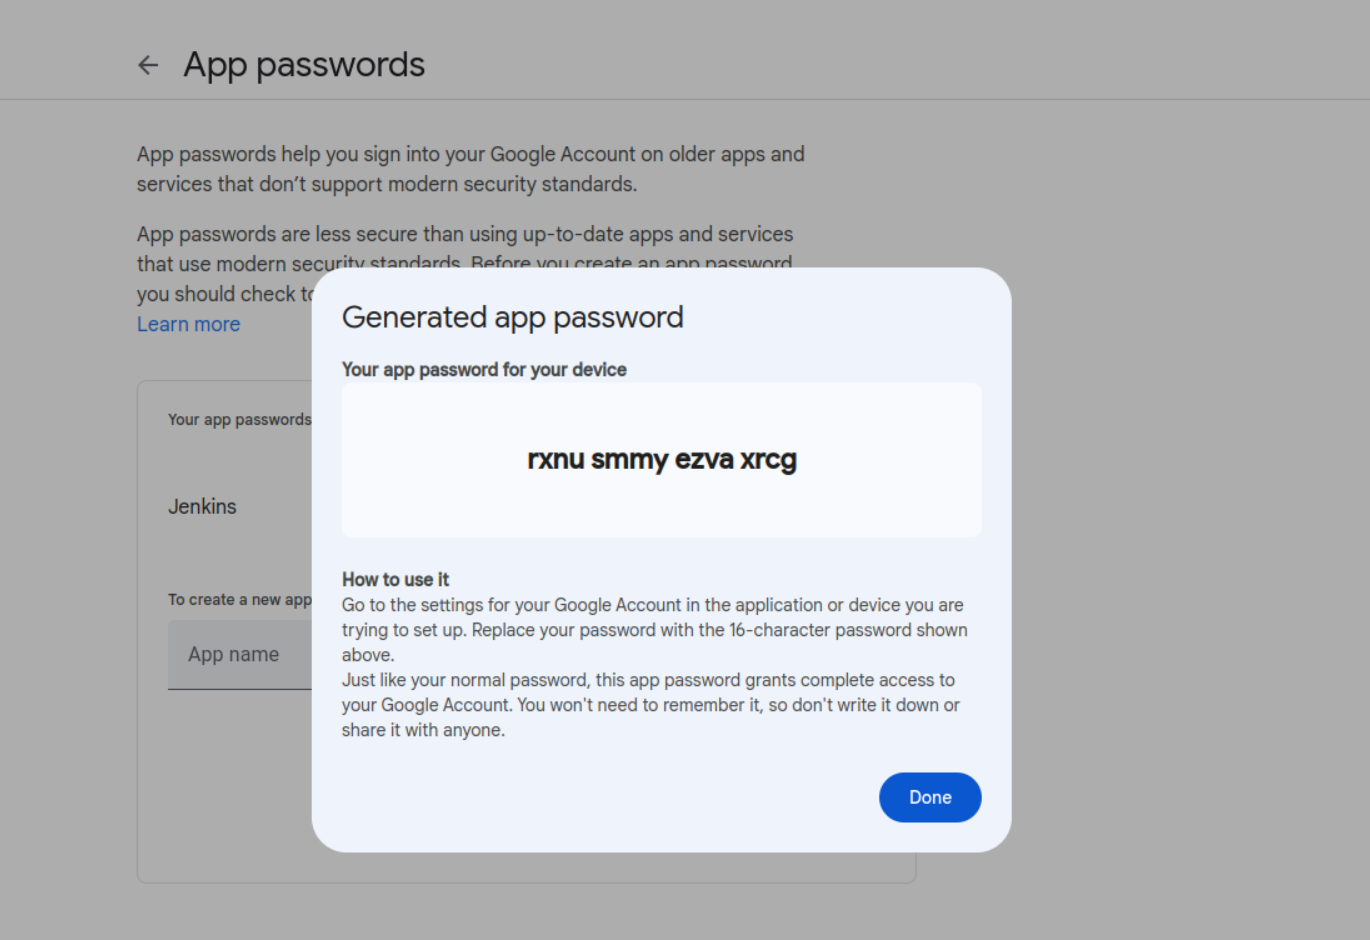 App passwords
App passwords help you sign into your Google Account on older apps and
services that don’t support modern security standards.
App passwords are less secure than using up-to-date apps and services
that use modern security standards. Before you create an app password,
you should check to
Learn more
Your app passwords
Jenkins
To create a new app
App name
Generated app password
Your app password for your device
rxnu smmy ezva xrcg
How to use it
Go to the settings for your Google Account in the application or device you are
trying to set up. Replace your password with the 16-character password shown
above.
Just like your normal password, this app password grants complete access to
your Google Account. You won't need to remember it, so don't write it down or
share it with anyone.
Done